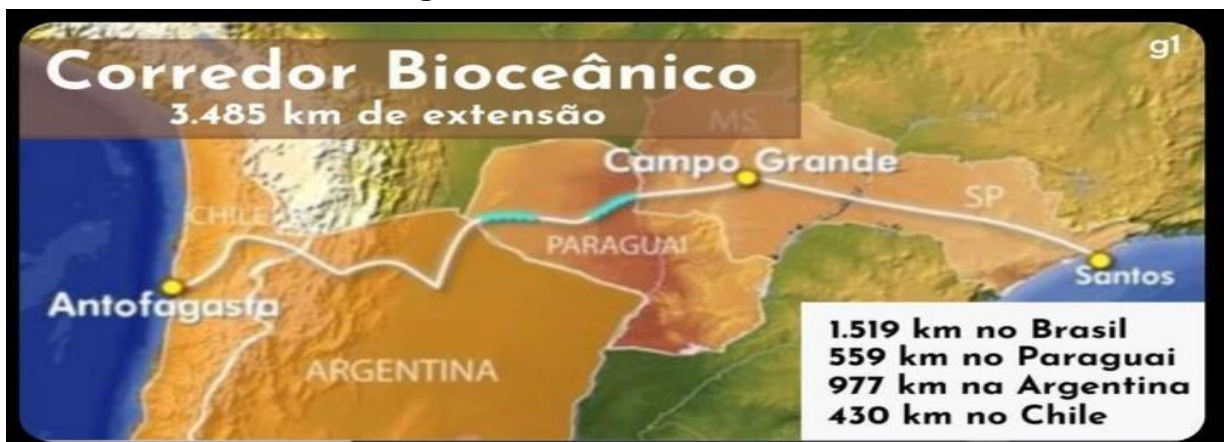 g1
Corredor Bioceânico
3.485 km de extensão
MS
Campo Grande
CHILE
SP
PARAGUAI
Santos
Antofagasta
ARGENTINA
1.519 km no Brasil
559 km no Paraguai
977 km na Argentina
430 km no Chile